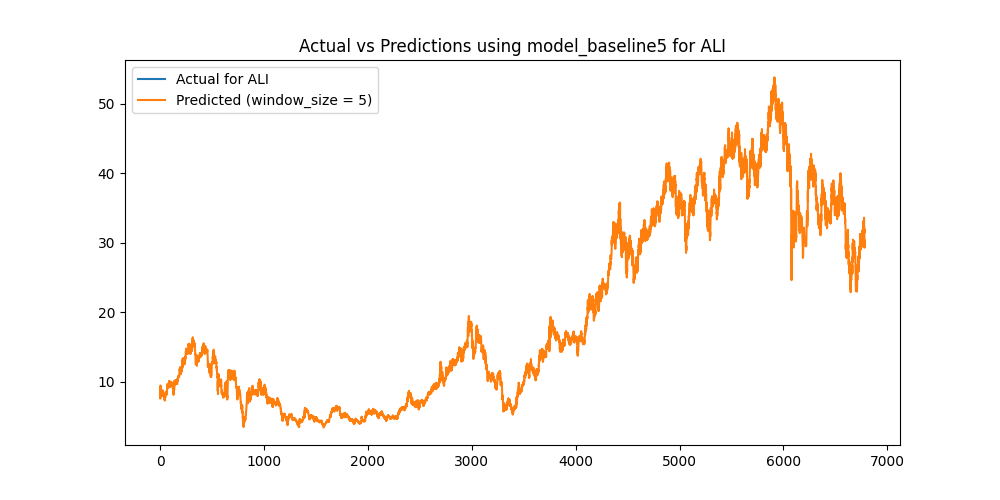 Actual vs Predictions using model_baseline5 for ALI
Actual for ALI
Predicted (window_size = 5)
50
40
30
20
10
0 1000 2000 3000 4000 5000 6000 7000